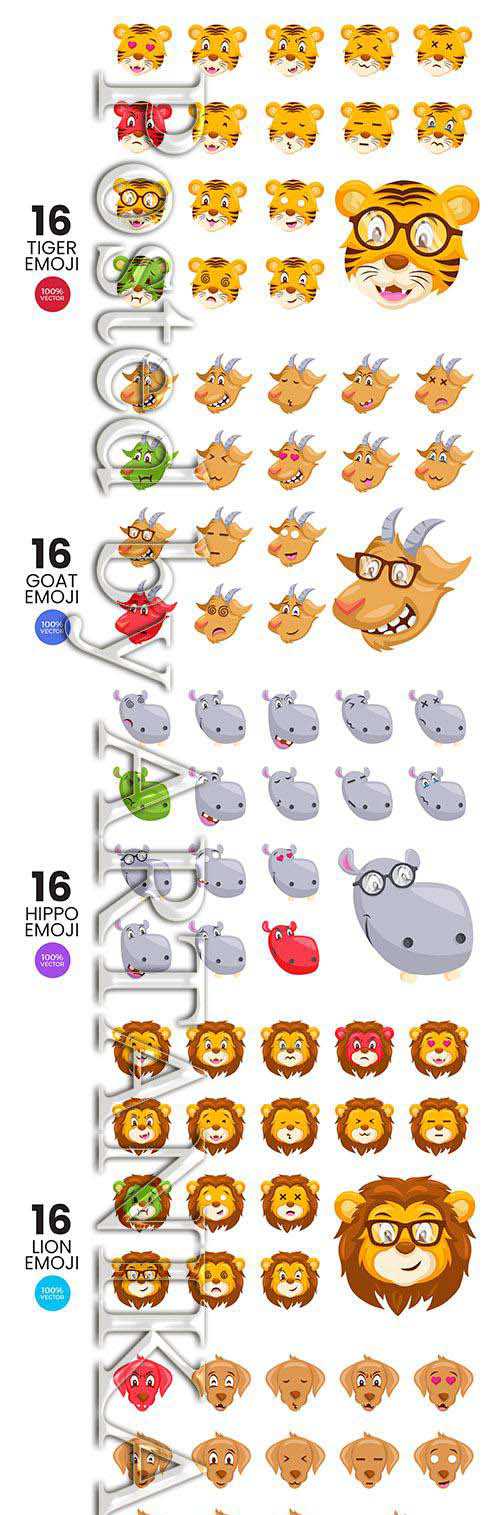 16
TIGER
EMOJI
100%
VECTOR
16
GOAT
EMOJI
100%
VECTOR
16
HIPPO
EMOJI
100%
VECTOR
16
LION
EMOJI
100%
VECTOR
Posted by ARTANIUKA